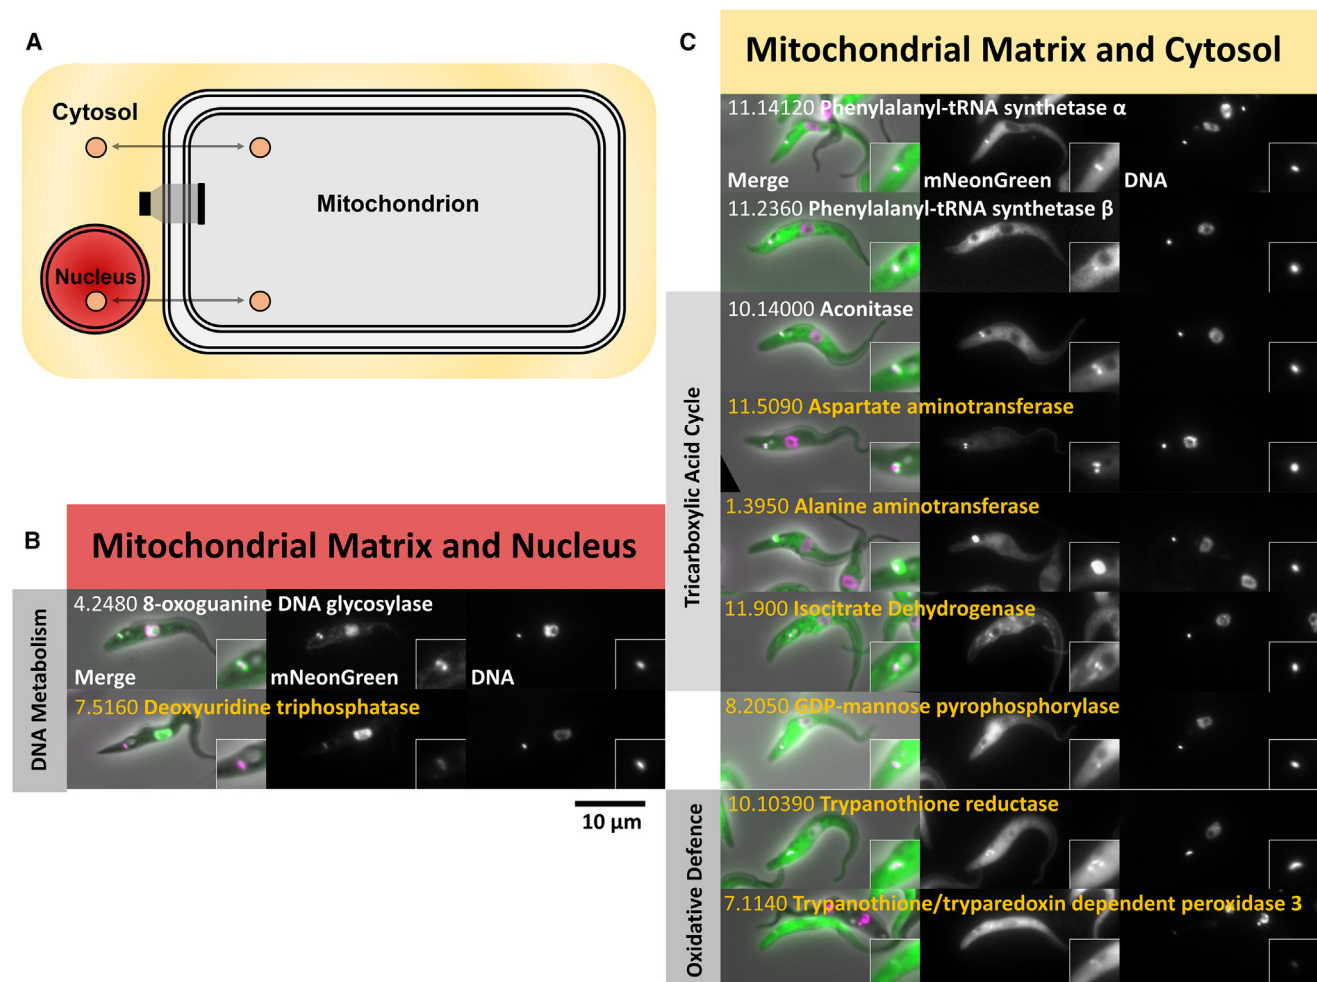 A
Cytosol
Mitochondrion
Nucleus
B
Mitochondrial Matrix and Nucleus
DNA Metabolism
4.2480 8-oxoguanine DNA glycosylase
Merge
mNeonGreen
DNA
7.5160 Deoxyuridine triphosphatase
10 µm
C
Mitochondrial Matrix and Cytosol
11.14120 Phenylalanyl-tRNA synthetase α
Merge
mNeonGreen
DNA
11.2360 Phenylalanyl-tRNA synthetase β
Tricarboxylic Acid Cycle
10.14000 Aconitase
11.5090 Aspartate aminotransferase
1.3950 Alanine aminotransferase
11.900 Isocitrate Dehydrogenase
8.2050 GDP-mannose pyrophosphorylase
Oxidative Defence
10.10390 Trypanothione reductase
7.1140 Trypanothione/tryparedoxin dependent peroxidase 3